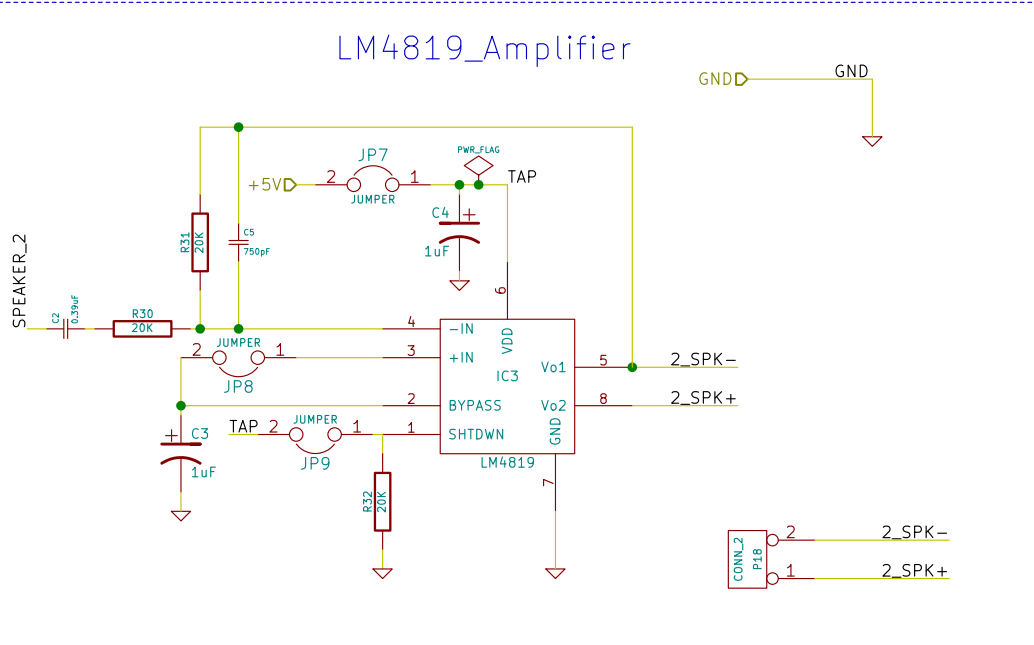 LM4819_Amplifier
GND
GND
PWR_FLAG
JP7
+5V
2
1
TAP
JUMPER
C4
+
1uF
SPEAKER_2
R31
20K
C5
750pF
6
C2
0.39uF
R30
20K
4
-IN
VDD
JUMPER
2
1
JP8
3
+IN
IC3
Vo1
5
2_SPK-
2
BYPASS
Vo2
8
2_SPK+
+
C3
1uF
TAP
2
JUMPER
1
JP9
1
SHTDWN
GND
LM4819
7
R32
20K
CONN_2
P18
2
2_SPK-
1
2_SPK+